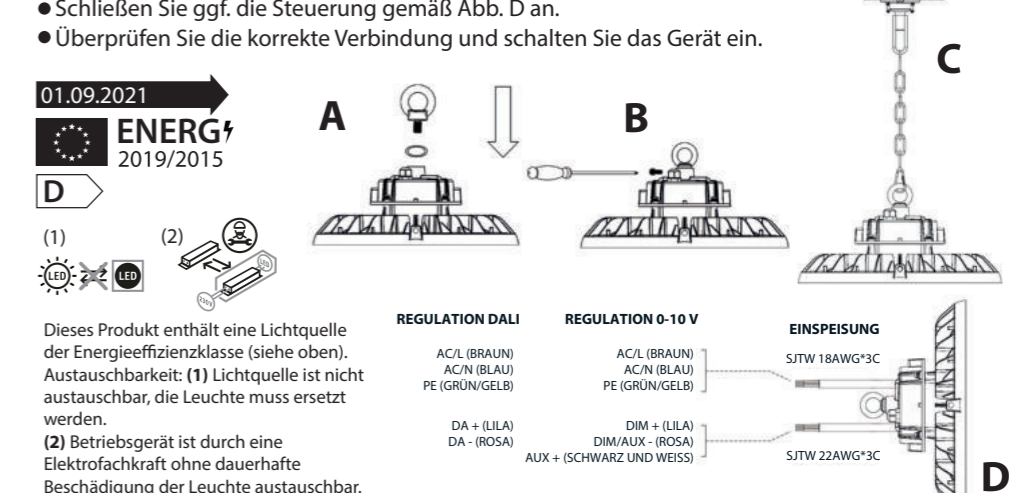 ● Schließen Sie ggf. die Steuerung gemäß Abb. D an.
● Überprüfen Sie die korrekte Verbindung und schalten Sie das Gerät ein.
01.09.2021
ENERG
2019/2015
D
A
B
C
(1)
(2)
LED
LED
LED
230V
Dieses Produkt enthält eine Lichtquelle
der Energieeffizienzklasse (siehe oben).
Austauschbarkeit: (1) Lichtquelle ist nicht
austauschbar, die Leuchte muss ersetzt
werden.
(2) Betriebsgerät ist durch eine
Elektrofachkraft ohne dauerhafte
Beschädigung der Leuchte austauschbar.
REGULATION DALI
AC/L (BRAUN)
AC/N (BLAU)
PE (GRÜN/GELB)
DA + (LILA)
DA - (ROSA)
REGULATION 0-10 V
AC/L (BRAUN)
AC/N (BLAU)
PE (GRÜN/GELB)
DIM + (LILA)
DIM/AUX - (ROSA)
AUX + (SCHWARZ UND WEISS)
EINSPEISUNG
SJTW 18AWG*3C
SJTW 22AWG*3C
D